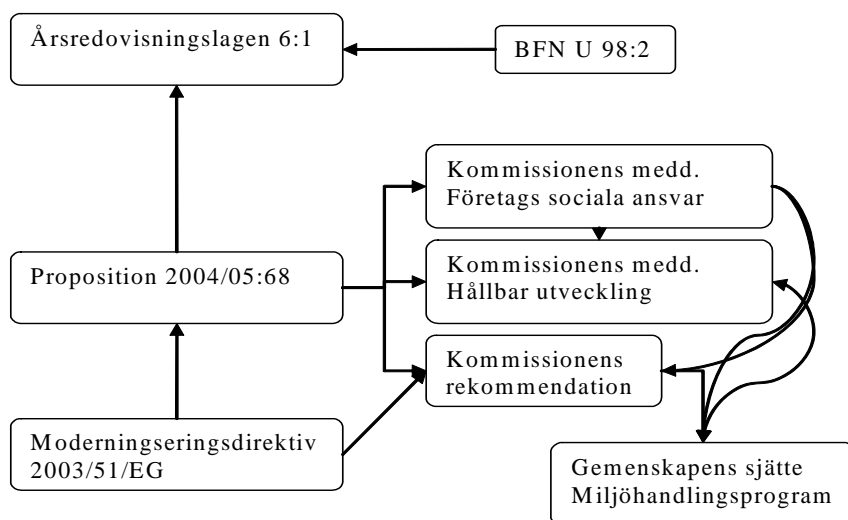 Årsredovisningslagen 6:1
BFN U 98:2
Kommissionens medd.
Företags sociala ansvar
Proposition 2004/05:68
Kommissionens medd.
Hållbar utveckling
Kommissionens
rekommendation
Moderningseringsdirektiv
2003/51/EG
Gemenskapens sjätte
Miljöhandlingsprogram